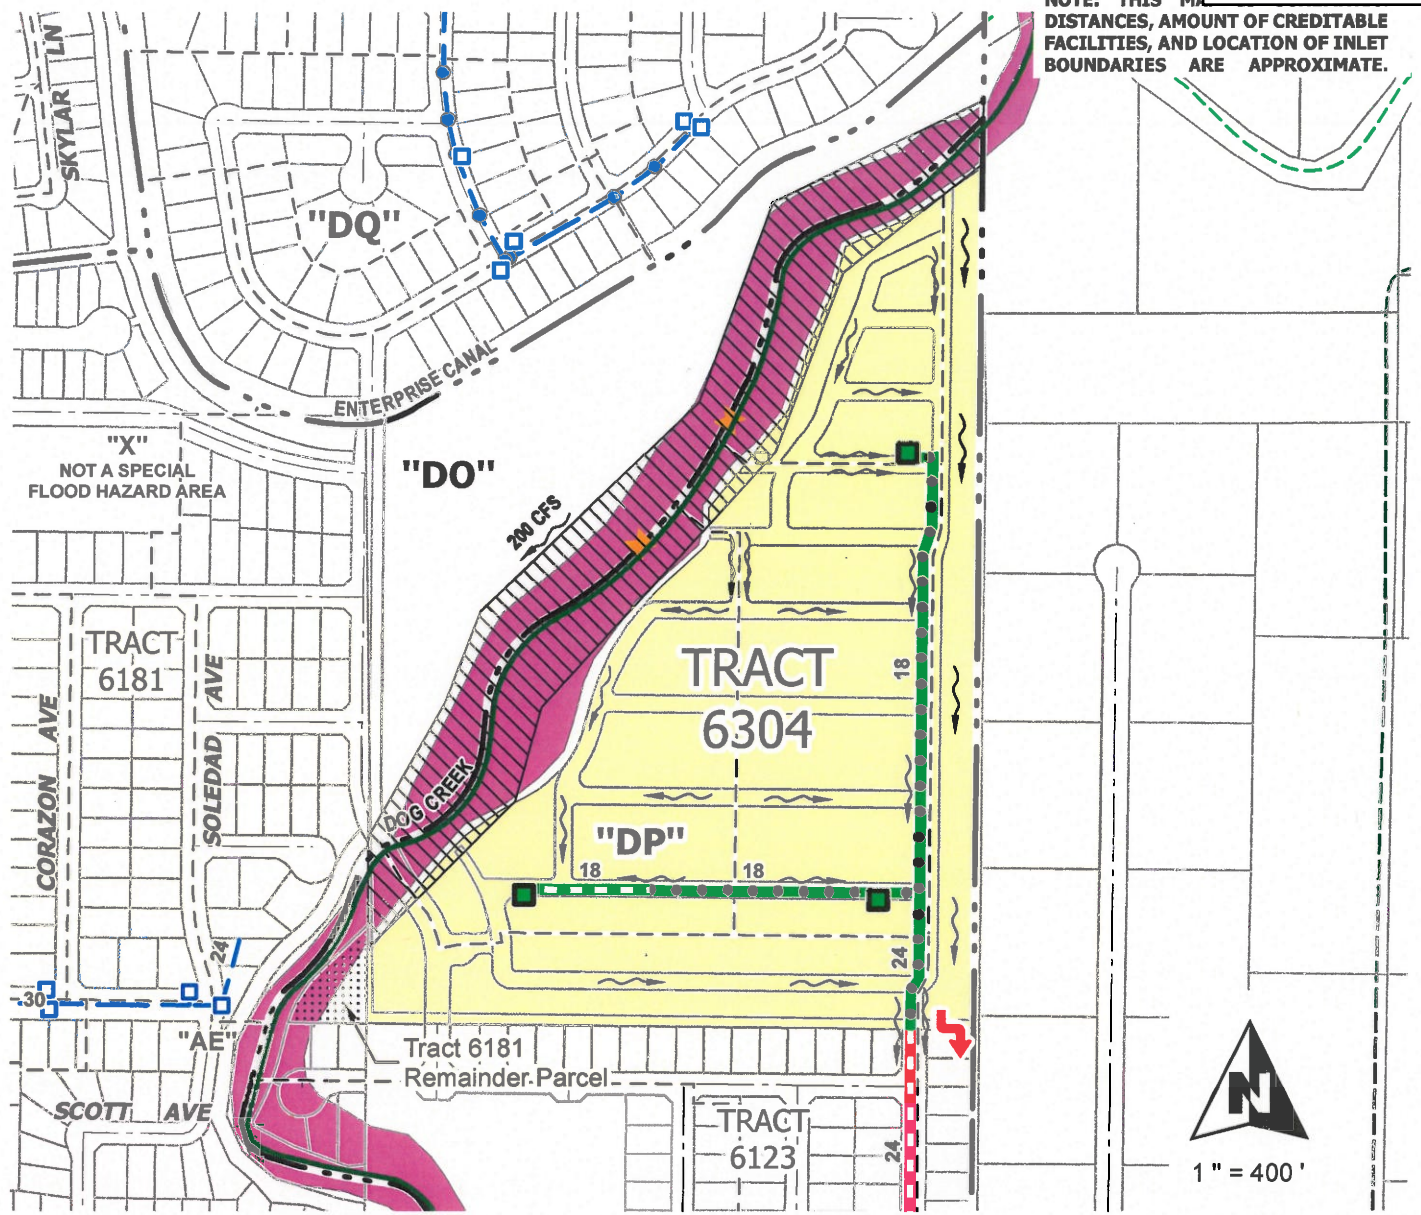 NOTE: THIS
DISTANCES, AMOUNT OF CREDITABLE
FACILITIES, AND LOCATION OF INLET
BOUNDARIES ARE APPROXIMATE.
SKYLAR LN
"DQ"
ENTERPRISE CANAL
"X"
NOT A SPECIAL
FLOOD HAZARD AREA
"DO"
200 CFS
TRACT
6181
CORAZON AVE
SOLEDAD AVE
TRACT
6304
18
DOG CREEK
"DP"
18
18
24
24
30
"AE"
Tract 6181
Remainder Parcel
SCOTT AVE
TRACT
6123
24
N
1 " = 400 '